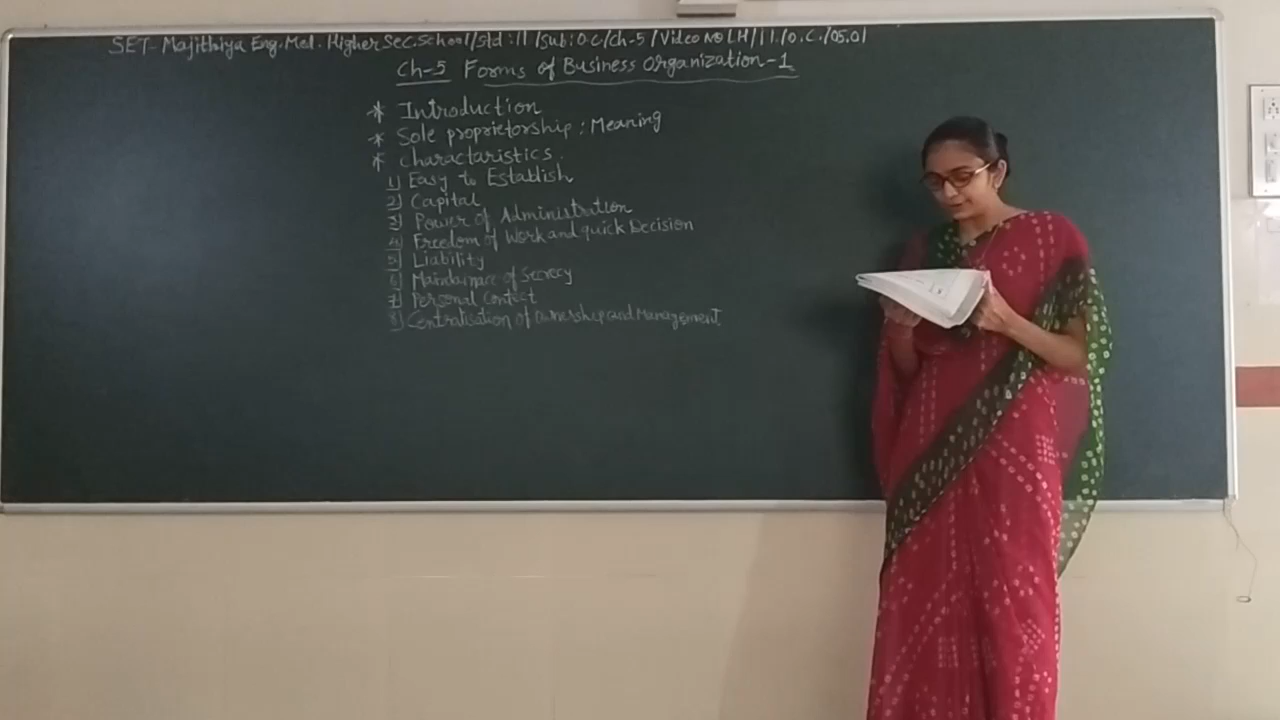 SET- Majithiya Eng. Med. Higher Sec. School/Std:11/Sub: O.C/Ch-5/Video No LH/11./O.C./05.01
Ch-5 Forms of Business Organization-1
* Introduction
* Sole proprietorship : Meaning
* Charactaristics.
1) Easy to Establish
2) Capital
3) Power of Administration
4) Freedom of Work and quick Decision
5) Liability
6) Maintainace of Secrecy
7) Personal Contect
8) Centralisation of Ownership and Management